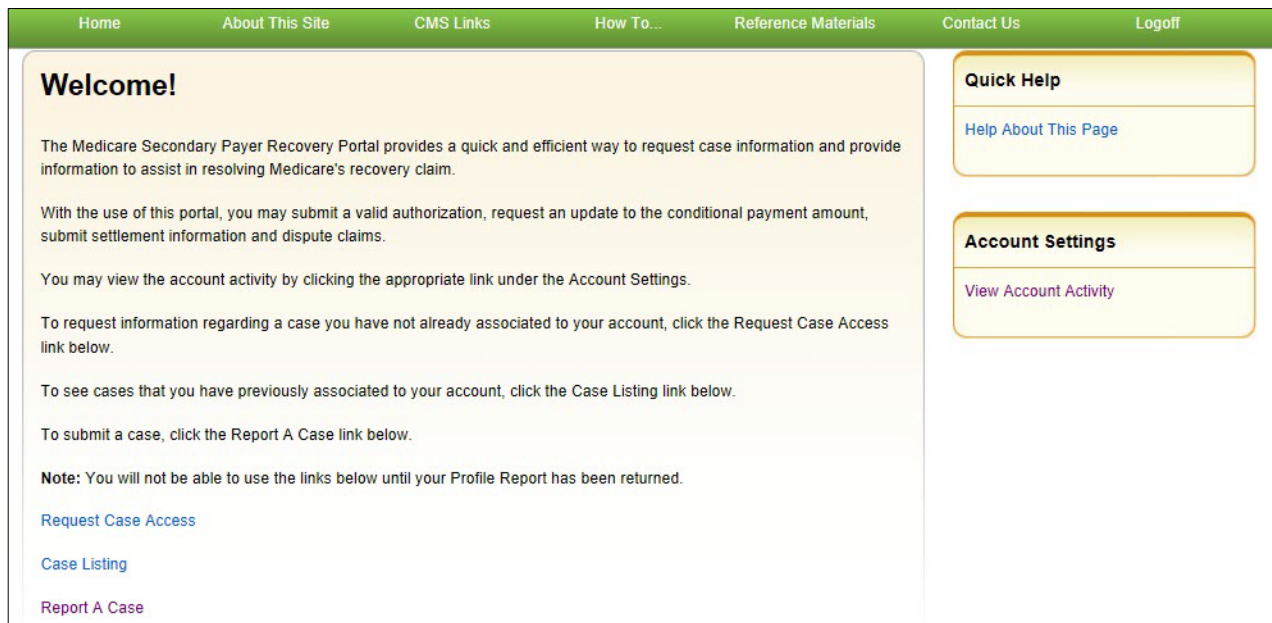 Home About This Site CMS Links How To... Reference Materials Contact Us Logoff
Welcome!
The Medicare Secondary Payer Recovery Portal provides a quick and efficient way to request case information and provide
information to assist in resolving Medicare's recovery claim.
With the use of this portal, you may submit a valid authorization, request an update to the conditional payment amount,
submit settlement information and dispute claims.
You may view the account activity by clicking the appropriate link under the Account Settings.
To request information regarding a case you have not already associated to your account, click the Request Case Access
link below.
To see cases that you have previously associated to your account, click the Case Listing link below.
To submit a case, click the Report A Case link below.
Note: You will not be able to use the links below until your Profile Report has been returned.
Request Case Access
Case Listing
Report A Case
Quick Help
Help About This Page
Account Settings
View Account Activity